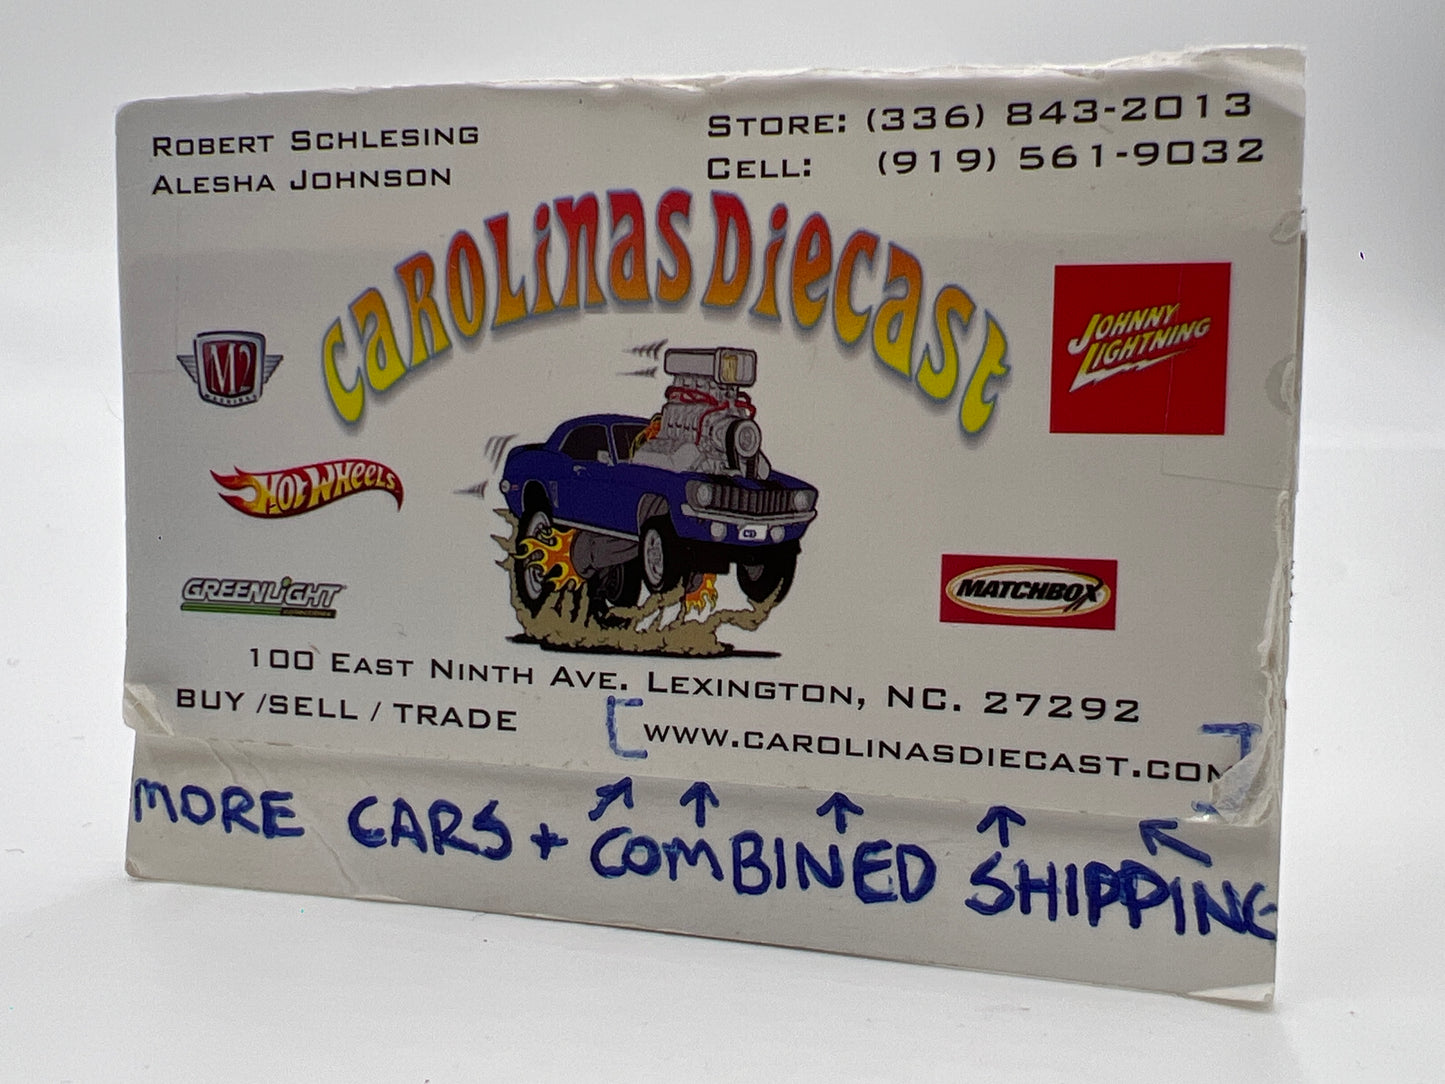 Robert Schlesing
Alesha Johnson
Store: (336) 843-2013
Cell: (919) 561-9032
Carolinas Diecast
M2
MACHINES
Johnny Lightning
Hot Wheels
GREENLIGHT
CD
MATCHBOX
100 East Ninth Ave. Lexington, NC. 27292
BUY /SELL / TRADE
www.carolinasdiecast.com
MORE CARS + COMBINED SHIPPING